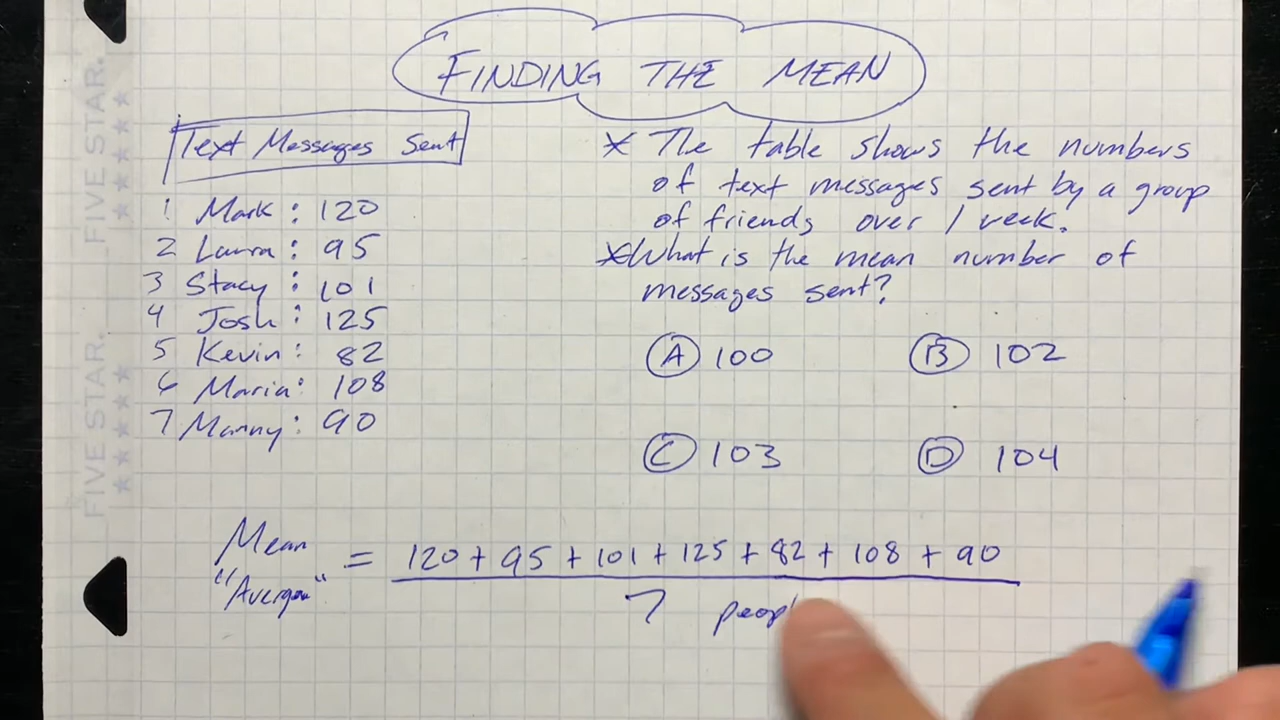 FINDING THE MEAN
Text Messages Sent
1 Mark: 120
2 Laura: 95
3 Stacy: 101
4 Josh: 125
5 Kevin: 82
6 Maria: 108
7 Manny: 90
* The table shows the numbers
of text messages sent by a group
of friends over 1 week.
* What is the mean number of
messages sent?
A 100
B 102
C 103
D 104
Mean
"Average"
= 120 + 95 + 101 + 125 + 82 + 108 + 90
7 peop
FIVE STAR.
FIVE STAR.